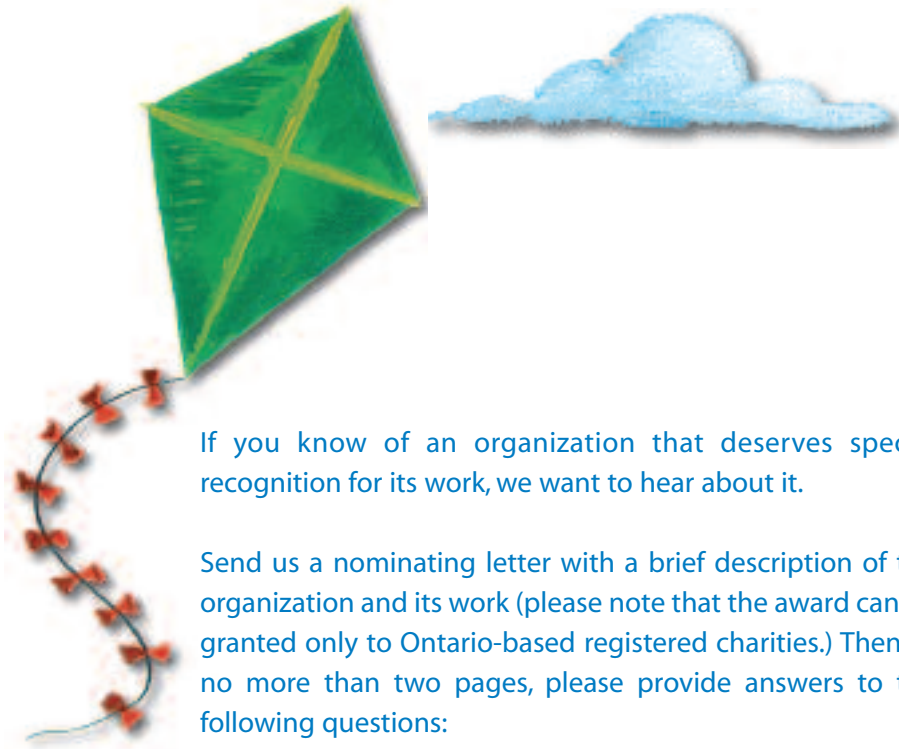 If you know of an organization that deserves spec
recognition for its work, we want to hear about it.
Send us a nominating letter with a brief description of t
organization and its work (please note that the award can
granted only to Ontario-based registered charities.) Then
no more than two pages, please provide answers to t
following questions: